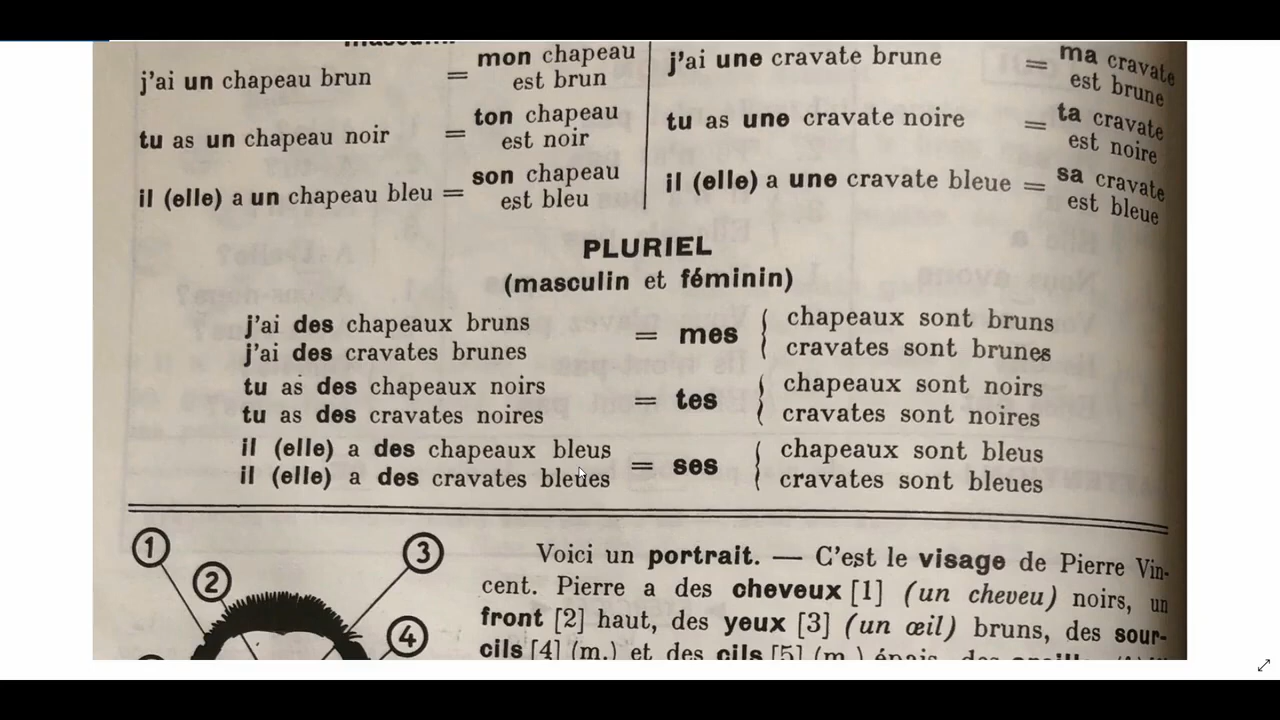 j'ai un chapeau brun = mon chapeau est brun
tu as un chapeau noir = ton chapeau est noir
il (elle) a un chapeau bleu = son chapeau est bleu
j'ai une cravate brune = ma cravate est brune
tu as une cravate noire = ta cravate est noire
il (elle) a une cravate bleue = sa cravate est bleue
PLURIEL
(masculin et féminin)
j'ai des chapeaux bruns
j'ai des cravates brunes
= mes { chapeaux sont bruns
cravates sont brunes
tu as des chapeaux noirs
tu as des cravates noires
= tes { chapeaux sont noirs
cravates sont noires
il (elle) a des chapeaux bleus
il (elle) a des cravates bleues
= ses { chapeaux sont bleus
cravates sont bleues
1
2
3
4
Voici un portrait. — C'est le visage de Pierre Vin-
cent. Pierre a des cheveux [1] (un cheveu) noirs, un
front [2] haut, des yeux [3] (un œil) bruns, des sour-
cils [4] (m.) et des cils [5] (m.) épais, des